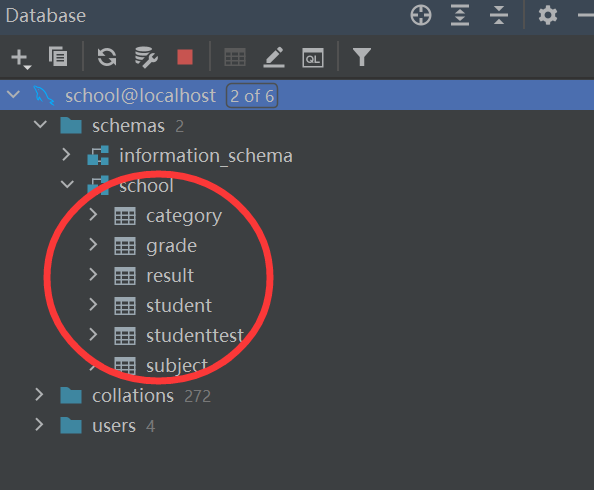 Database
QL
school@localhost 2 of 6
schemas 2
information_schema
school
category
grade
result
student
studenttest
subject
collations 272
users 4